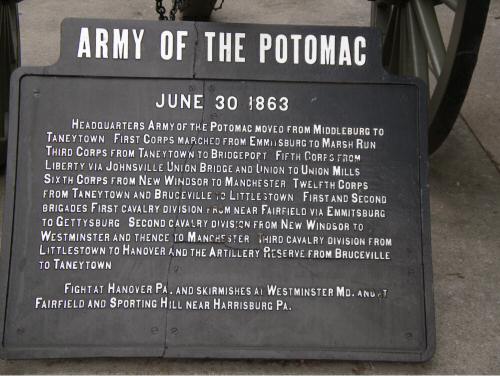 ARMY OF THE POTOMAC
JUNE 30 1863
HEADQUARTERS ARMY OF THE POTOMAC MOVED FROM MIDDLEBURG TO
TANEYTOWN FIRST CORPS MARCHED FROM EMMITSBURG TO MARSH RUN
THIRD CORPS FROM TANEYTOWN TO BRIDGEPORT FIFTH CORPS FROM
LIBERTY VIA JOHNSVILLE UNION BRIDGE AND UNION TO UNION MILLS
SIXTH CORPS FROM NEW WINDSOR TO MANCHESTER TWELFTH CORPS
FROM TANEYTOWN AND BRUCEVILLE TO LITTLESTOWN FIRST AND SECOND
BRIGADES FIRST CAVALRY DIVISION FROM NEAR FAIRFIELD VIA EMMITSBURG
TO GETTYSBURG SECOND CAVALRY DIVISION FROM NEW WINDSOR TO
WESTMINSTER AND THENCE TO MANCHESTER THIRD CAVALRY DIVISION FROM
LITTLESTOWN TO HANOVER AND THE ARTILLERY RESERVE FROM BRUCEVILLE
TO TANEYTOWN
FIGHT AT HANOVER PA. AND SKIRMISHES AT WESTMINSTER MD. AND AT
FAIRFIELD AND SPORTING HILL NEAR HARRISBURG PA.